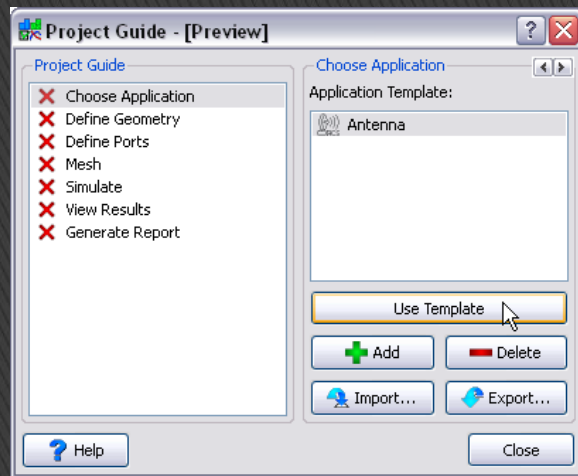 Project Guide - [Preview]
Project Guide
Choose Application
Define Geometry
Define Ports
Mesh
Simulate
View Results
Generate Report
Choose Application
Application Template:
Antenna
Use Template
Add
Delete
Import...
Export...
Help
Close